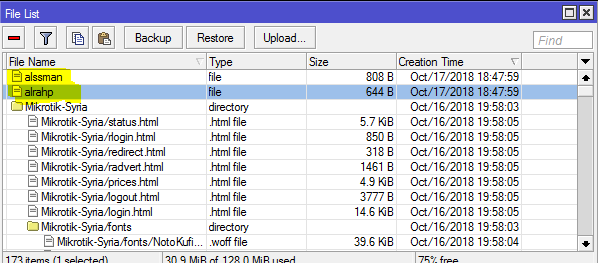 File List
Backup Restore Upload... Find
File Name Type Size Creation Time
alssman file 808 B Oct/17/2018 18:47:59
alrahp file 644 B Oct/17/2018 18:47:59
Mikrotik-Syria directory Oct/16/2018 19:58:03
Mikrotik-Syria/status.html .html file 5.7 KiB Oct/16/2018 19:58:05
Mikrotik-Syria/rlogin.html .html file 850 B Oct/16/2018 19:58:05
Mikrotik-Syria/redirect.html .html file 318 B Oct/16/2018 19:58:05
Mikrotik-Syria/radvert.html .html file 1461 B Oct/16/2018 19:58:05
Mikrotik-Syria/prices.html .html file 4.9 KiB Oct/16/2018 19:58:05
Mikrotik-Syria/logout.html .html file 3777 B Oct/16/2018 19:58:05
Mikrotik-Syria/login.html .html file 14.6 KiB Oct/16/2018 19:58:05
Mikrotik-Syria/fonts directory Oct/16/2018 19:58:03
Mikrotik-Syria/fonts/NotoKufi... .woff file 39.6 KiB Oct/16/2018 19:58:04
173 items (1 selected) 30.9 MiB of 128.0 MiB used 75% free